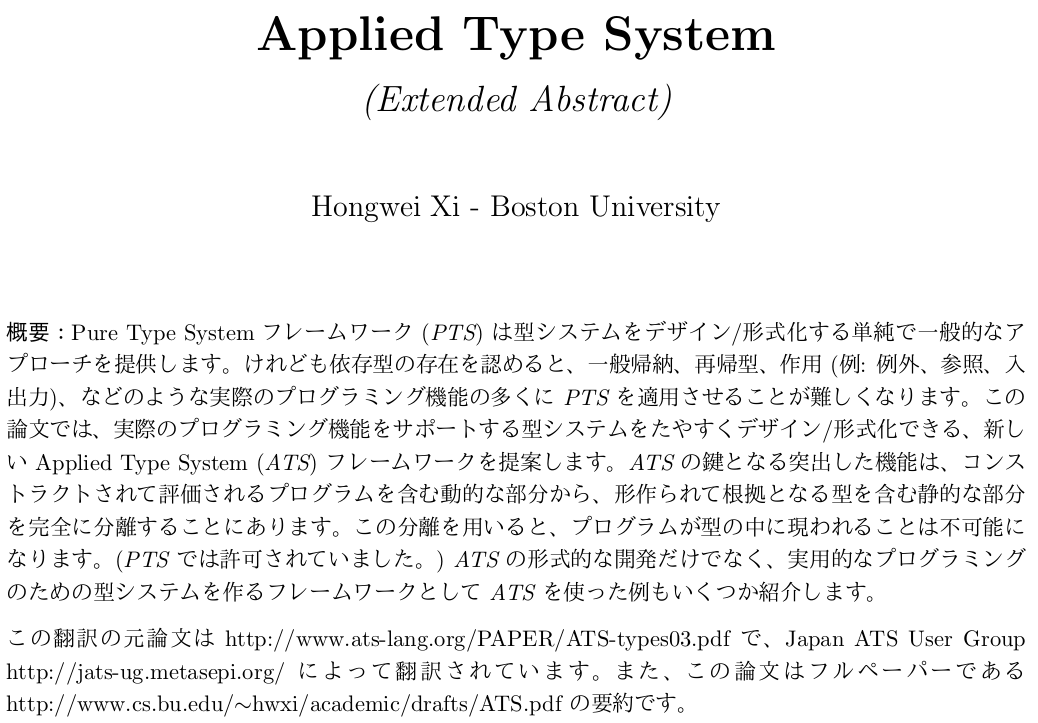 Applied Type System
(Extended Abstract)
Hongwei Xi - Boston University
概要：Pure Type System フレームワーク (PTS) は型システムをデザイン/形式化する単純で一般的なア
プローチを提供します。けれども依存型の存在を認めると、一般帰納、再帰型、作用 (例: 例外、参照、入
出力)、などのような実際のプログラミング機能の多くに PTS を適用させることが難しくなります。この
論文では、実際のプログラミング機能をサポートする型システムをたやすくデザイン/形式化できる、新し
い Applied Type System (ATS) フレームワークを提案します。ATS の鍵となる突出した機能は、コンス
トラクトされて評価されるプログラムを含む動的な部分から、形作られて根拠となる型を含む静的な部分
を完全に分離することにあります。この分離を用いると、プログラムが型の中に現われることは不可能に
なります。(PTS では許可されていました。) ATS の形式的な開発だけでなく、実用的なプログラミング
のための型システムを作るフレームワークとして ATS を使った例もいくつか紹介します。
この翻訳の元論文は http://www.ats-lang.org/PAPER/ATS-types03.pdf で、Japan ATS User Group
http://jats-ug.metasepi.org/ によって翻訳されています。また、この論文はフルペーパーである
http://www.cs.bu.edu/~hwxi/academic/drafts/ATS.pdf の要約です。